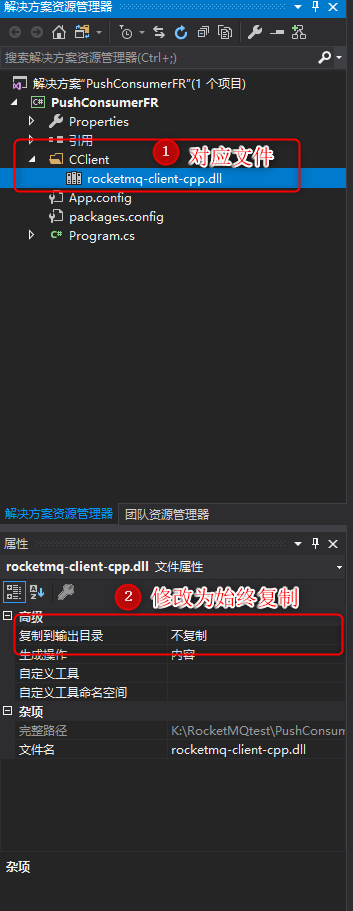 解决方案资源管理器
搜索解决方案资源管理器(Ctrl+;)
解决方案"PushConsumerFR"(1 个项目)
C# PushConsumerFR
Properties
引用
CClient
1 对应文件
rocketmq-client-cpp.dll
App.config
packages.config
C# Program.cs
解决方案资源管理器 团队资源管理器
属性
rocketmq-client-cpp.dll 文件属性
2 修改为始终复制
高级
复制到输出目录 不复制
生成操作 内容
自定义工具
自定义工具命名空间
杂项
完整路径 K:\RocketMQtest\PushConsum
文件名 rocketmq-client-cpp.dll
杂项